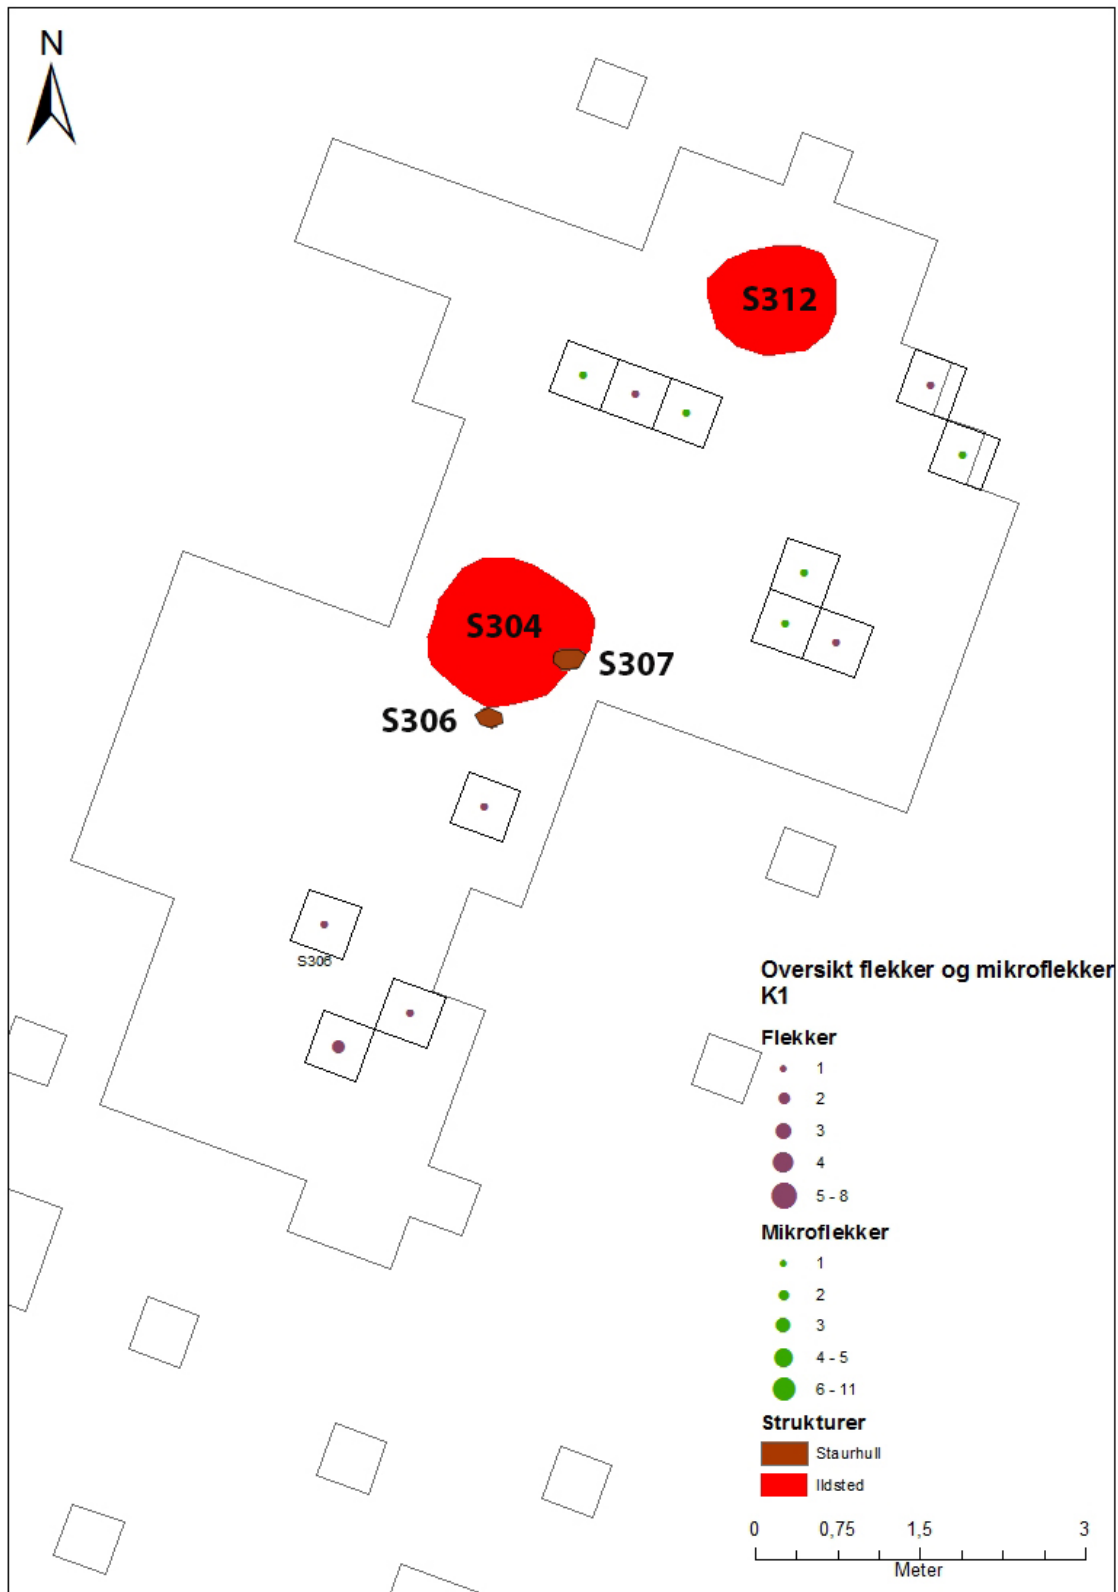 N
S312
S304
S307
S306
S306
Oversikt flekker og mikroflekker
K1
Flekker
1
2
3
4
5 - 8
Mikroflekker
1
2
3
4 - 5
6 - 11
Strukturer
Staurhull
Ildsted
0 0,75 1,5 3
Meter